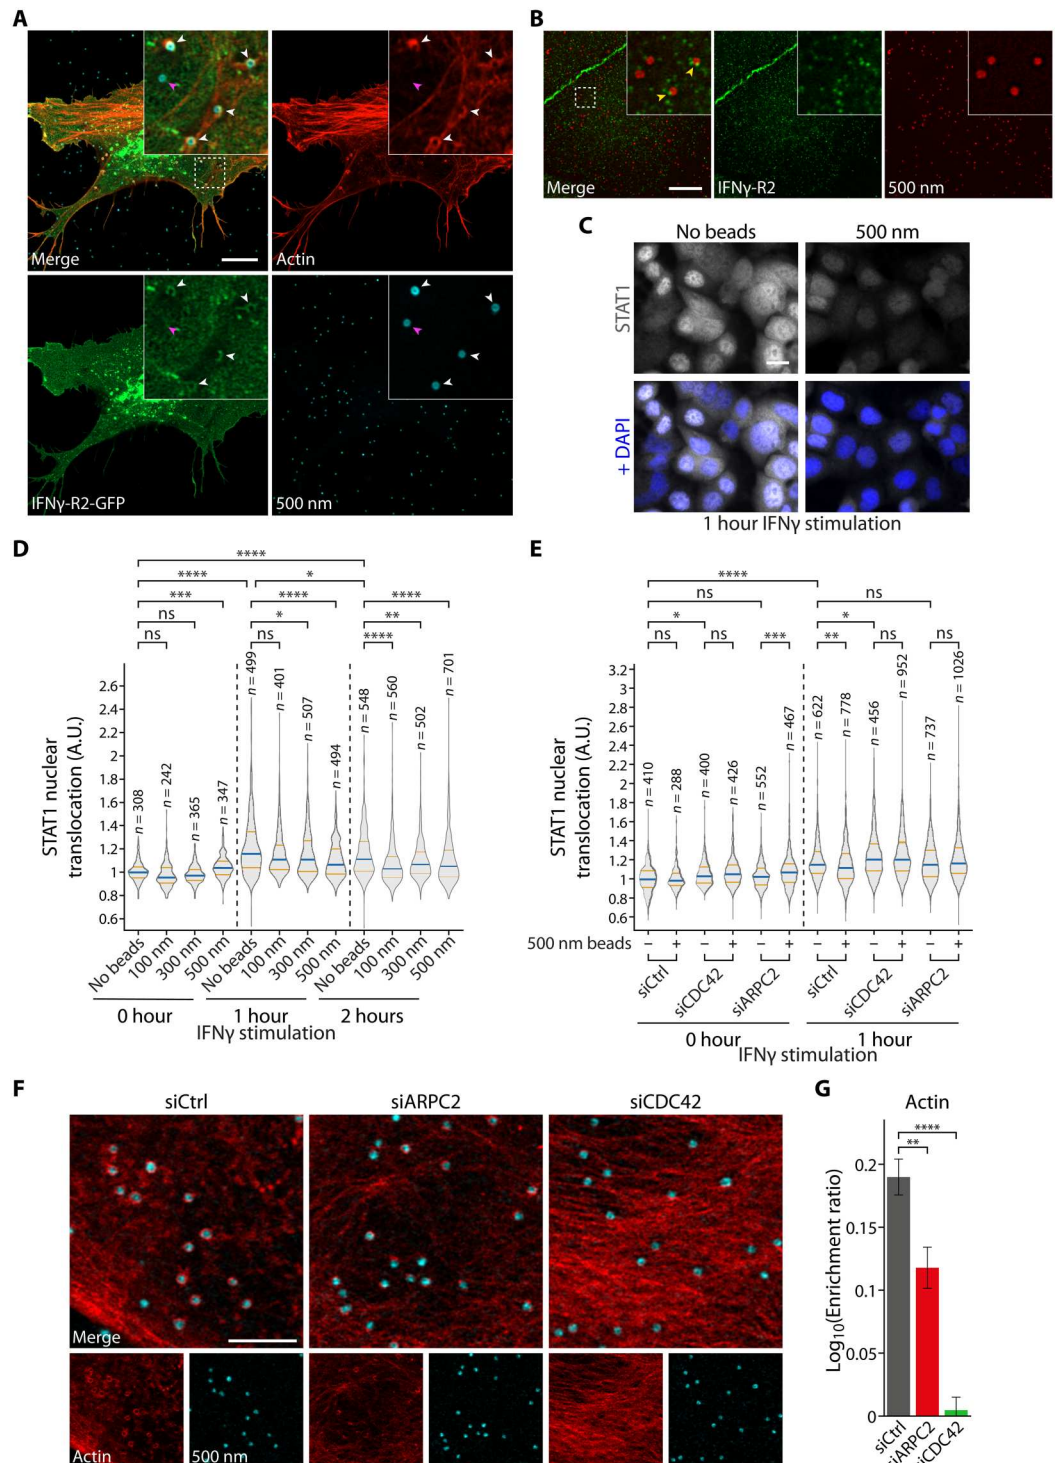 A
Merge
Actin
IFNγ-R2-GFP
500 nm
B
Merge
IFNγ-R2
500 nm
C
No beads
500 nm
STAT1
+ DAPI
1 hour IFNγ stimulation
D
****
**** *
*** **** ****
ns * **
ns ns ****
STAT1 nuclear
translocation (A.U.)
2.6
2.4
2.2
2
1.8
1.6
1.4
1.2
1
0.8
0.6
n = 308
n = 242
n = 365
n = 347
n = 499
n = 401
n = 507
n = 494
n = 548
n = 560
n = 502
n = 701
No beads
100 nm
300 nm
500 nm
No beads
100 nm
300 nm
500 nm
No beads
100 nm
300 nm
500 nm
0 hour
1 hour
2 hours
IFNγ stimulation
E
****
ns ns
* *
ns ns *** ** ns ns
STAT1 nuclear
translocation (A.U.)
3.2
3
2.8
2.6
2.4
2.2
2
1.8
1.6
1.4
1.2
1
0.8
0.6
n = 410
n = 288
n = 400
n = 426
n = 552
n = 467
n = 622
n = 778
n = 456
n = 952
n = 737
n = 1026
500 nm beads − + − + − + − + − + − +
siCtrl
siCDC42
siARPC2
siCtrl
siCDC42
siARPC2
0 hour
1 hour
IFNγ stimulation
F
siCtrl
siARPC2
siCDC42
Merge
Actin
500 nm
G
Actin
****
**
Log10(Enrichment ratio)
0.2
0.15
0.1
0.05
0
siCtrl
siARPC2
siCDC42